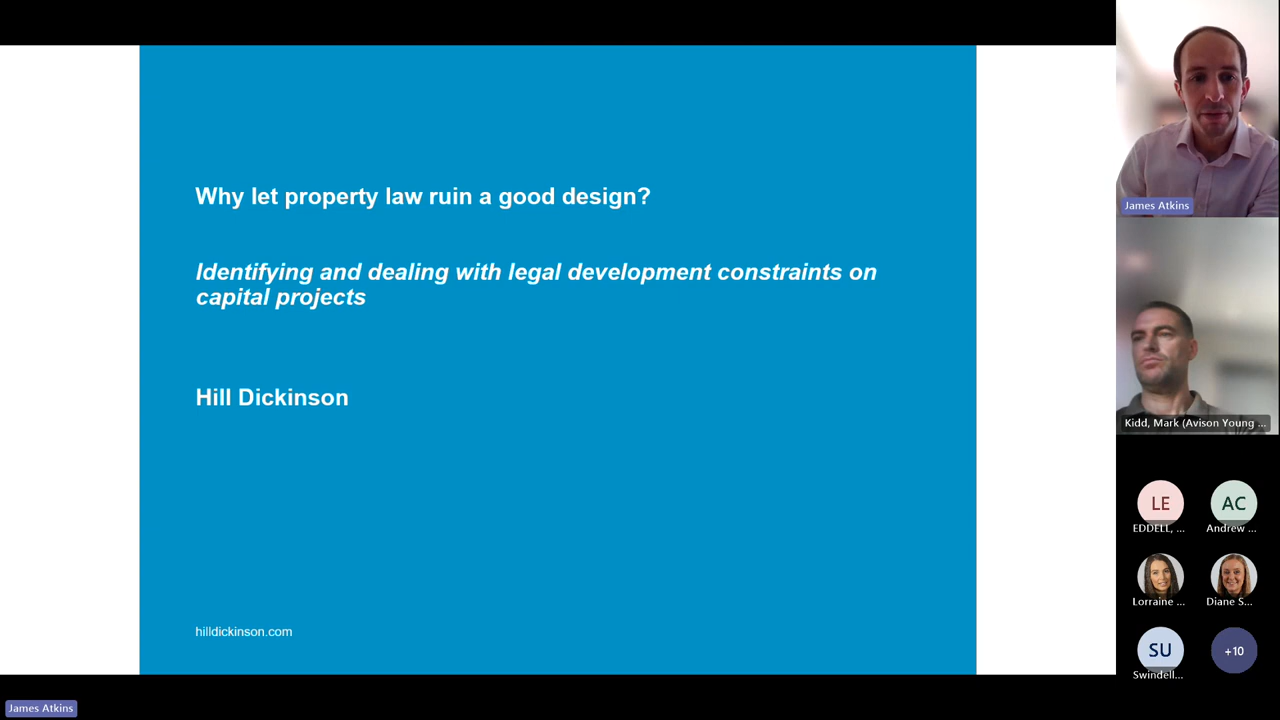 Why let property law ruin a good design?
Identifying and dealing with legal development constraints on
capital projects
Hill Dickinson
hilldickinson.com
James Atkins
Kidd, Mark (Avison Young ...
LE
EDDELL, ...
AC
Andrew ...
Lorraine ...
Diane S...
SU
Swindell...
+10
James Atkins